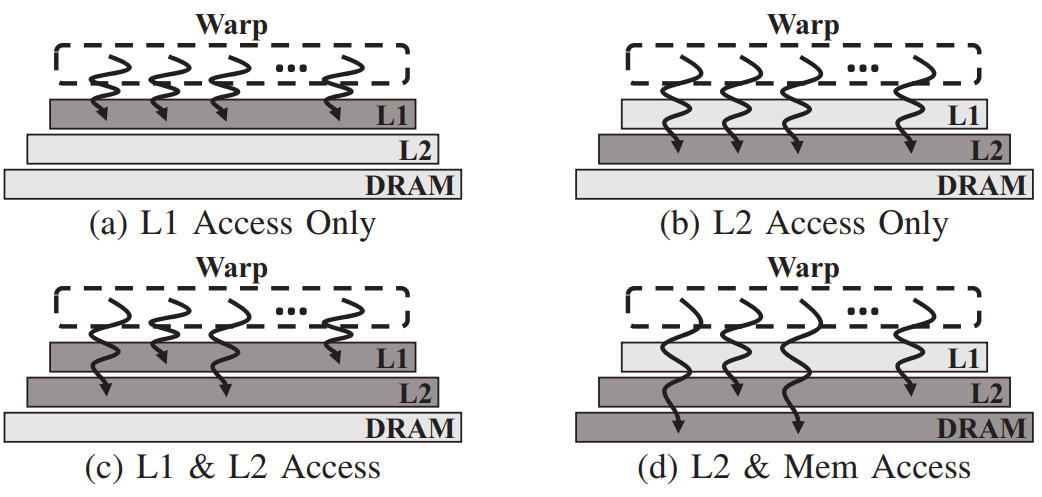 Warp
L1
L2
DRAM
(a) L1 Access Only
Warp
L1
L2
DRAM
(b) L2 Access Only
Warp
L1
L2
DRAM
(c) L1 & L2 Access
Warp
L1
L2
DRAM
(d) L2 & Mem Access